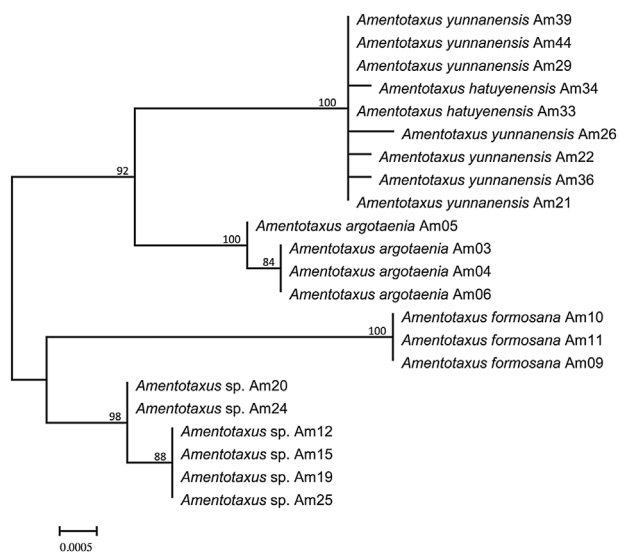 Amentotaxus yunnanensis Am39
Amentotaxus yunnanensis Am44
Amentotaxus yunnanensis Am29
Amentotaxus hatuyenensis Am34
100
Amentotaxus hatuyenensis Am33
Amentotaxus yunnanensis Am26
Amentotaxus yunnanensis Am22
92
Amentotaxus yunnanensis Am36
Amentotaxus yunnanensis Am21
Amentotaxus argotaenia Am05
100
Amentotaxus argotaenia Am03
84
Amentotaxus argotaenia Am04
Amentotaxus argotaenia Am06
Amentotaxus formosana Am10
100
Amentotaxus formosana Am11
Amentotaxus formosana Am09
Amentotaxus sp. Am20
Amentotaxus sp. Am24
98
Amentotaxus sp. Am12
88
Amentotaxus sp. Am15
Amentotaxus sp. Am19
Amentotaxus sp. Am25
0.0005